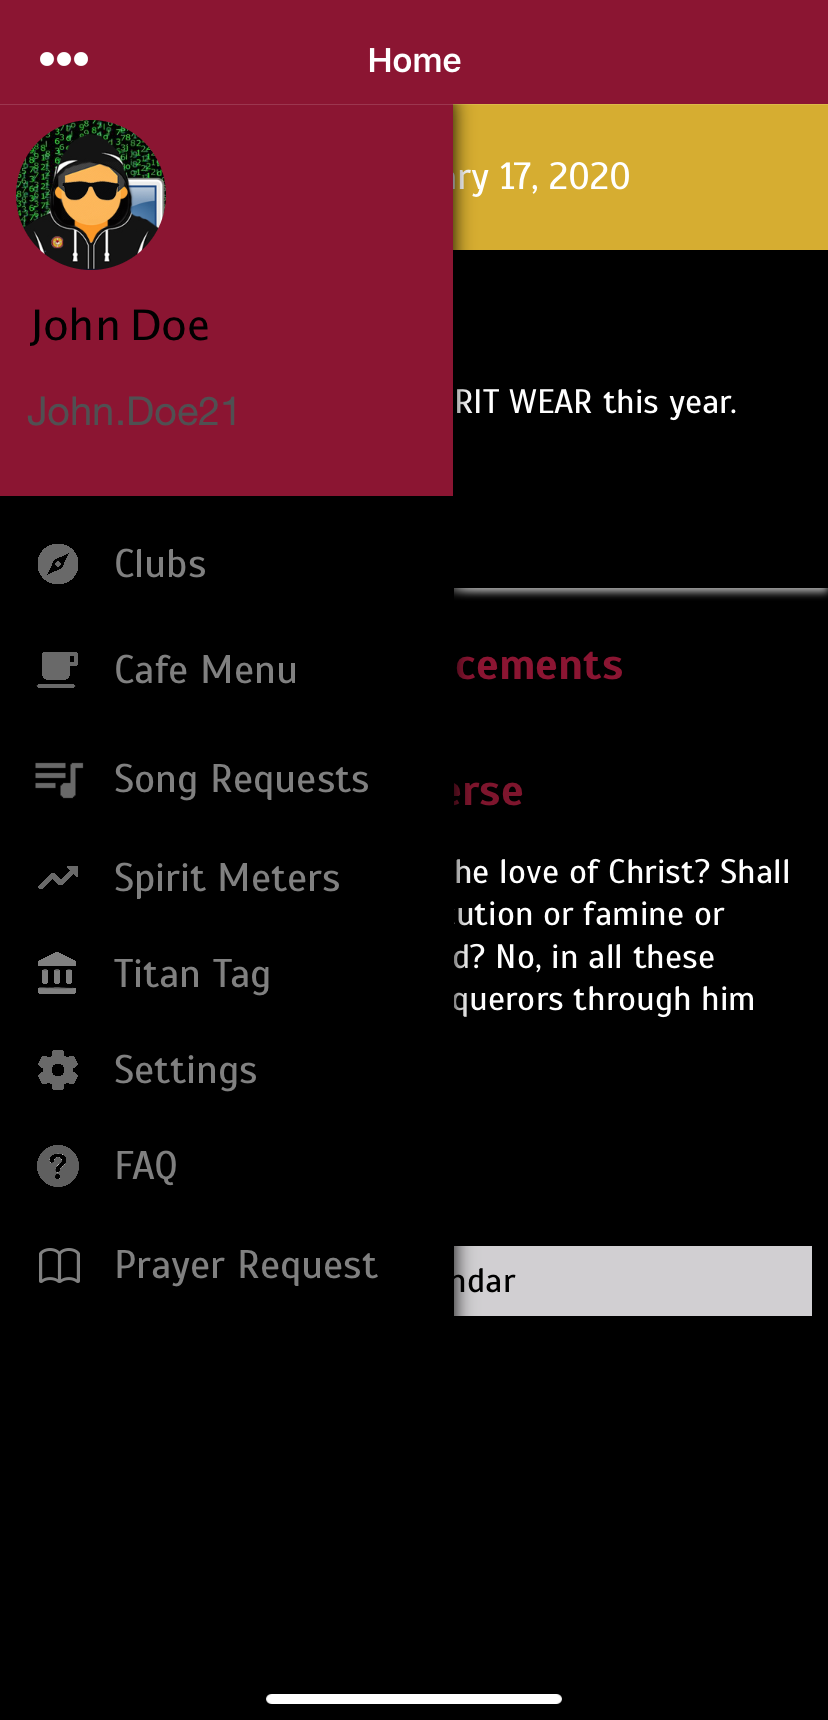 Home
ry 17, 2020
John Doe
RIT WEAR this year.
John.Doe21
Clubs
Cafe Menu
cements
Song Requests
erse
Spirit Meters
he love of Christ? Shall
ution or famine or
Titan Tag
d? No, in all these
querors through him
Settings
FAQ
Prayer Request
ndar